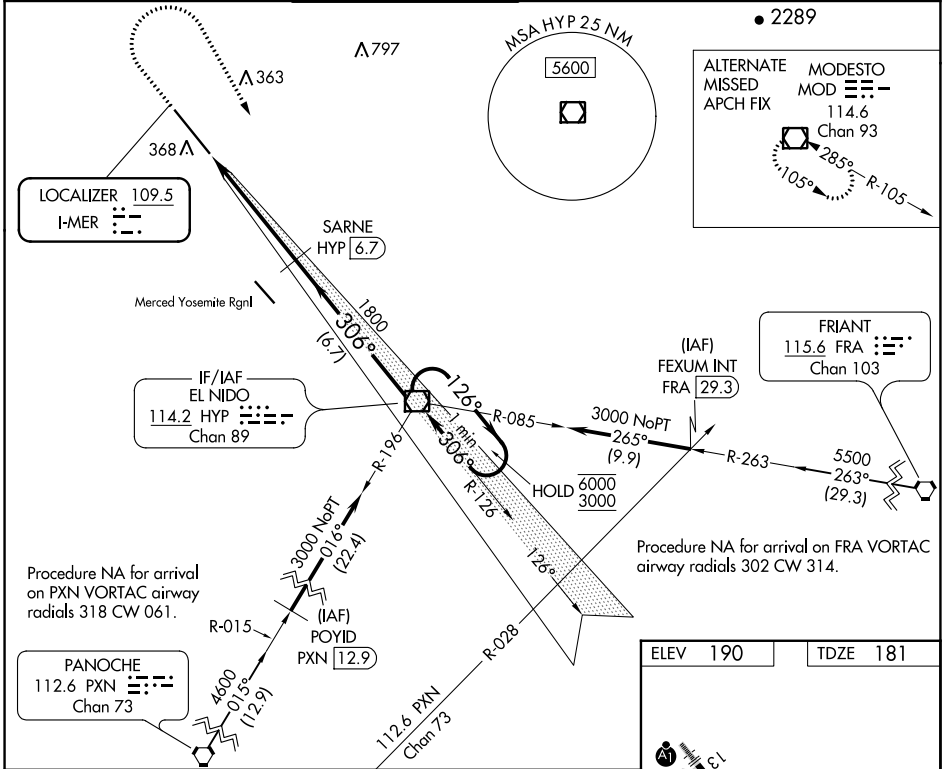 2289
797
363
368
MSA HYP 25 NM
5600
ALTERNATE
MISSED
APCH FIX
MODESTO
MOD
114.6
Chan 93
285°
R-105
105°
LOCALIZER 109.5
I-MER
SARNE
HYP 6.7
Merced Yosemite Rgnl
1800
306°
(6.7)
IF/IAF
EL NIDO
114.2 HYP
Chan 89
126°
1 min
306°
R-126
126°
HOLD 6000
3000
R-085
3000 NoPT
265°
(9.9)
(IAF)
FEXUM INT
FRA 29.3
FRIANT
115.6 FRA
Chan 103
R-263
5500
263°
(29.3)
Procedure NA for arrival on FRA VORTAC
airway radials 302 CW 314.
R-196
3000 NoPT
016°
(22.4)
Procedure NA for arrival
on PXN VORTAC airway
radials 318 CW 061.
R-015
(IAF)
POYID
PXN 12.9
PANOCHE
112.6 PXN
Chan 73
4600
015°
(12.9)
R-028
112.6 PXN
Chan 73
ELEV 190
TDZE 181
A1
13